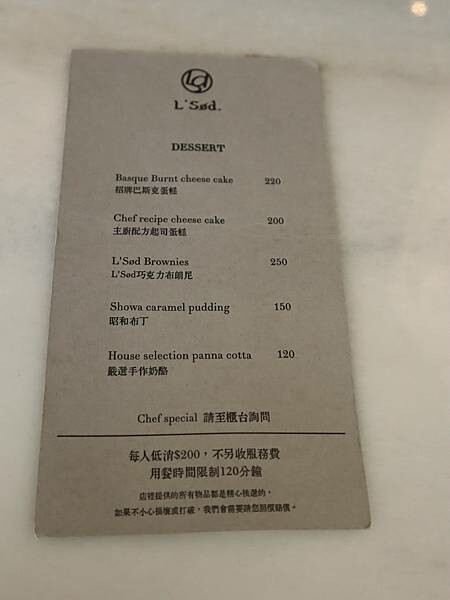 L'Sød.
DESSERT
Basque Burnt cheese cake 220
招牌巴斯克蛋糕
Chef recipe cheese cake 200
主廚配方起司蛋糕
L'Sød Brownies 250
L'Sød巧克力布朗尼
Showa caramel pudding 150
昭和布丁
House selection panna cotta 120
嚴選手作奶酪
Chef special 請至櫃台詢問
每人低消$200，不另收服務費
用餐時間限制120分鐘
店裡提供的所有物品都是精心挑選的，
如果不小心損壞或打破，我們會需要請您照價賠償。